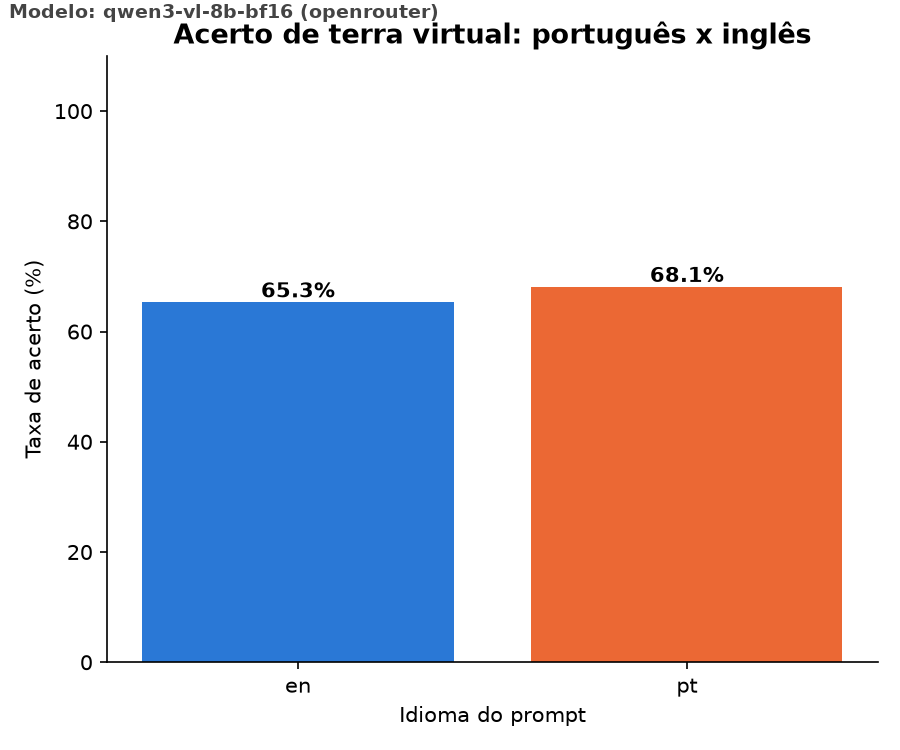 Modelo: qwen3-vl-8b-bf16 (openrouter)
Acerto de terra virtual: português x inglês
Taxa de acerto (%)
100
80
60
40
20
0
65.3%
68.1%
en
pt
Idioma do prompt